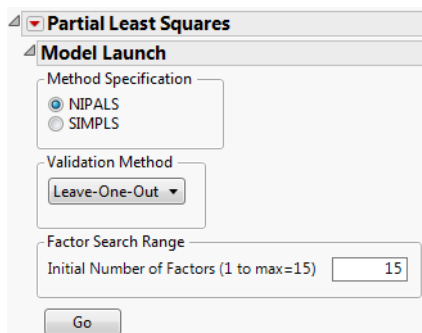 Partial Least Squares
Model Launch
Method Specification
NIPALS
SIMPLS
Validation Method
Leave-One-Out
Factor Search Range
Initial Number of Factors (1 to max=15) 15
Go